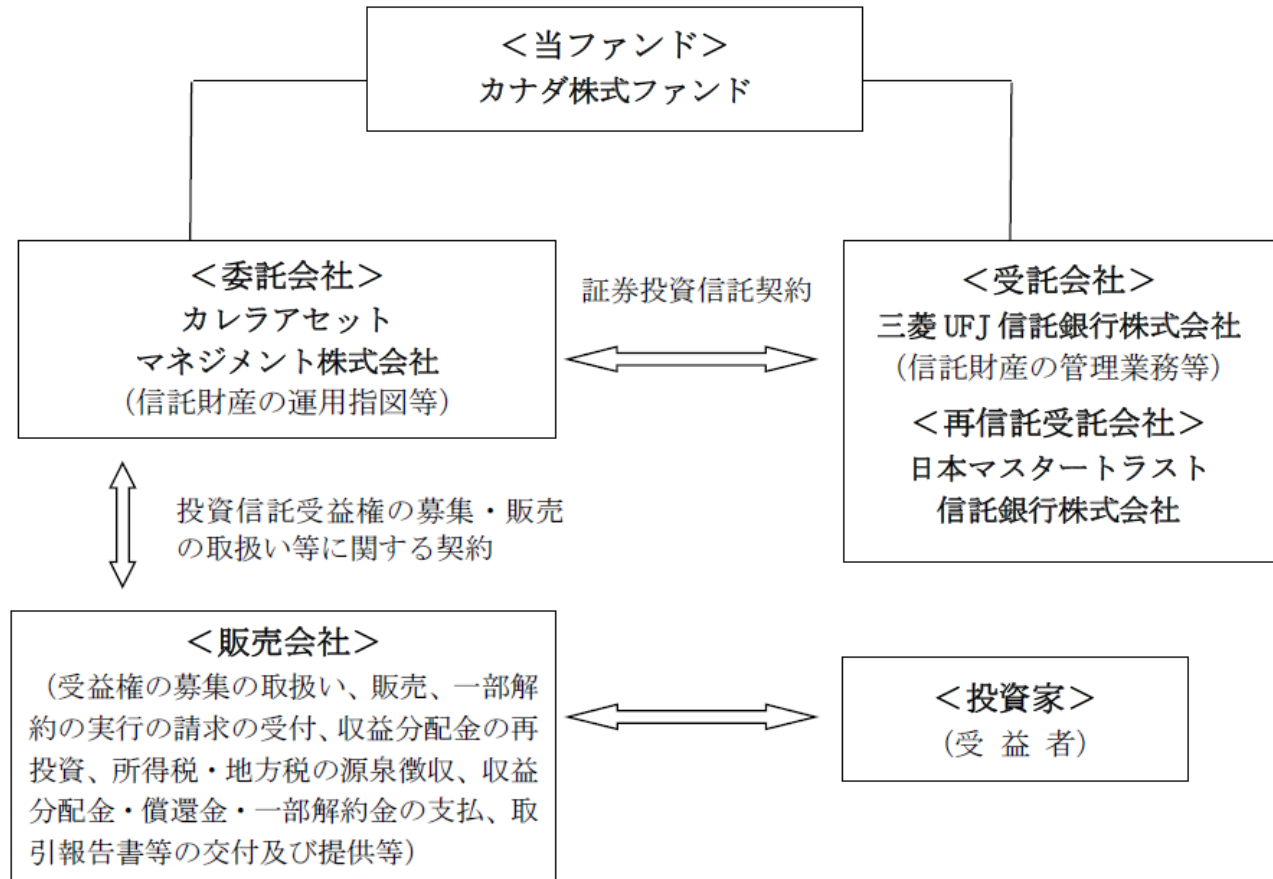 ＜当ファンド＞
カナダ株式ファンド
＜委託会社＞
カレラアセット
マネジメント株式会社
（信託財産の運用指図等）
証券投資信託契約
＜受託会社＞
三菱 UFJ 信託銀行株式会社
（信託財産の管理業務等）
＜再信託受託会社＞
日本マスタートラスト
信託銀行株式会社
投資信託受益権の募集・販売
の取扱い等に関する契約
＜販売会社＞
（受益権の募集の取扱い、販売、一部解
約の実行の請求の受付、収益分配金の再
投資、所得税・地方税の源泉徴収、収益
分配金・償還金・一部解約金の支払、取
引報告書等の交付及び提供等）
＜投資家＞
（受 益 者）